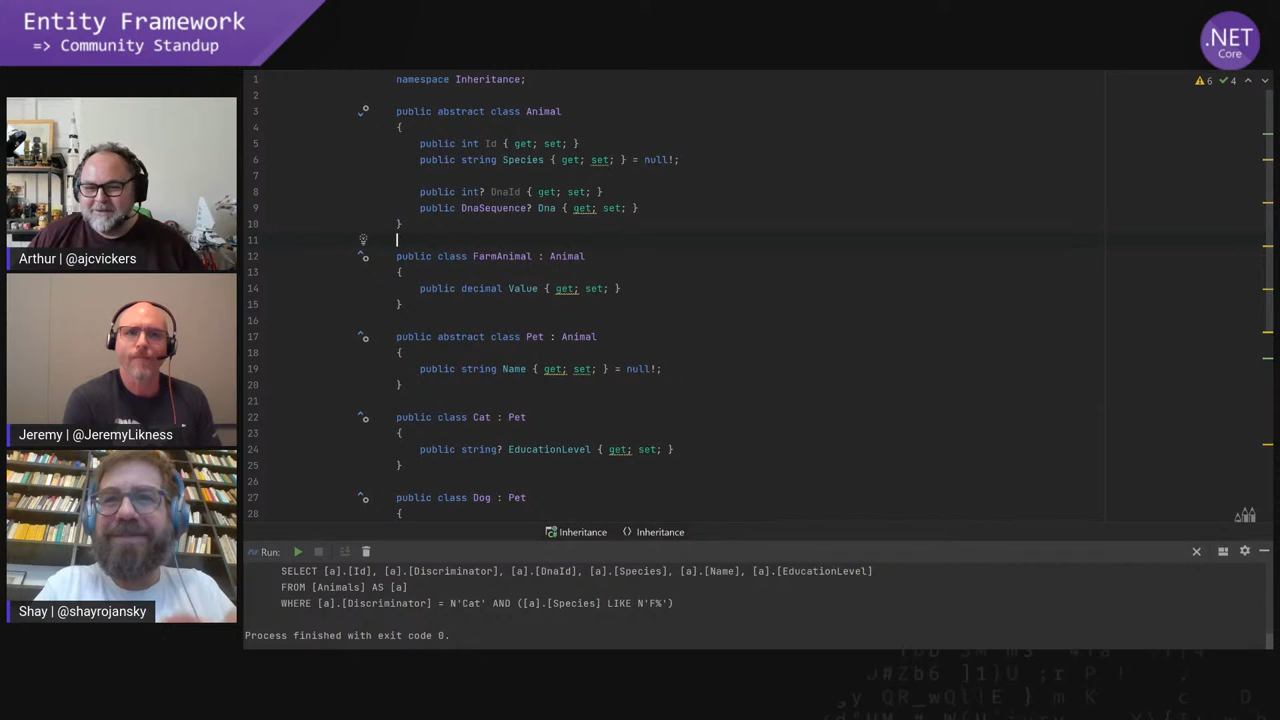 Entity Framework
=> Community Standup
.NET
Core
Arthur | @ajcvickers
Jeremy | @JeremyLikness
Shay | @shayrojansky
6 4
1 namespace Inheritance;
2
3 public abstract class Animal
4 {
5 public int Id { get; set; }
6 public string Species { get; set; } = null!;
7
8 public int? DnaId { get; set; }
9 public DnaSequence? Dna { get; set; }
10 }
11
12 public class FarmAnimal : Animal
13 {
14 public decimal Value { get; set; }
15 }
16
17 public abstract class Pet : Animal
18 {
19 public string Name { get; set; } = null!;
20 }
21
22 public class Cat : Pet
23 {
24 public string? EducationLevel { get; set; }
25 }
26
27 public class Dog : Pet
28 {
Inheritance {} Inheritance
Run:
SELECT [a].[Id], [a].[Discriminator], [a].[DnaId], [a].[Species], [a].[Name], [a].[EducationLevel]
FROM [Animals] AS [a]
WHERE [a].[Discriminator] = N'Cat' AND ([a].[Species] LIKE N'F%')
Process finished with exit code 0.